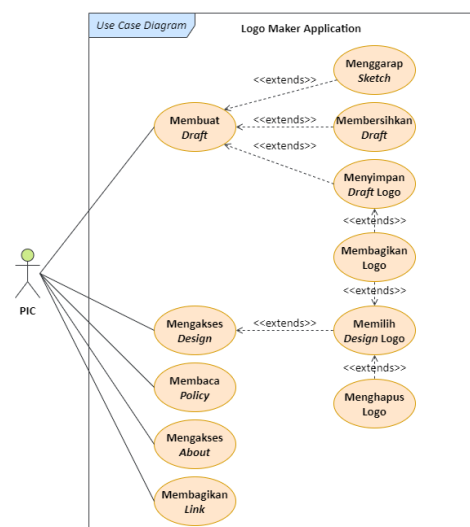 Use Case Diagram
Logo Maker Application
Menggarap
Sketch
<<extends>>
Membuat
Draft
<<extends>>
Membersihkan
Draft
<<extends>>
Menyimpan
Draft Logo
<<extends>>
Membagikan
Logo
<<extends>>
PIC
Mengakses
Design
<<extends>>
Memilih
Design Logo
<<extends>>
Membaca
Policy
Menghapus
Logo
Mengakses
About
Membagikan
Link